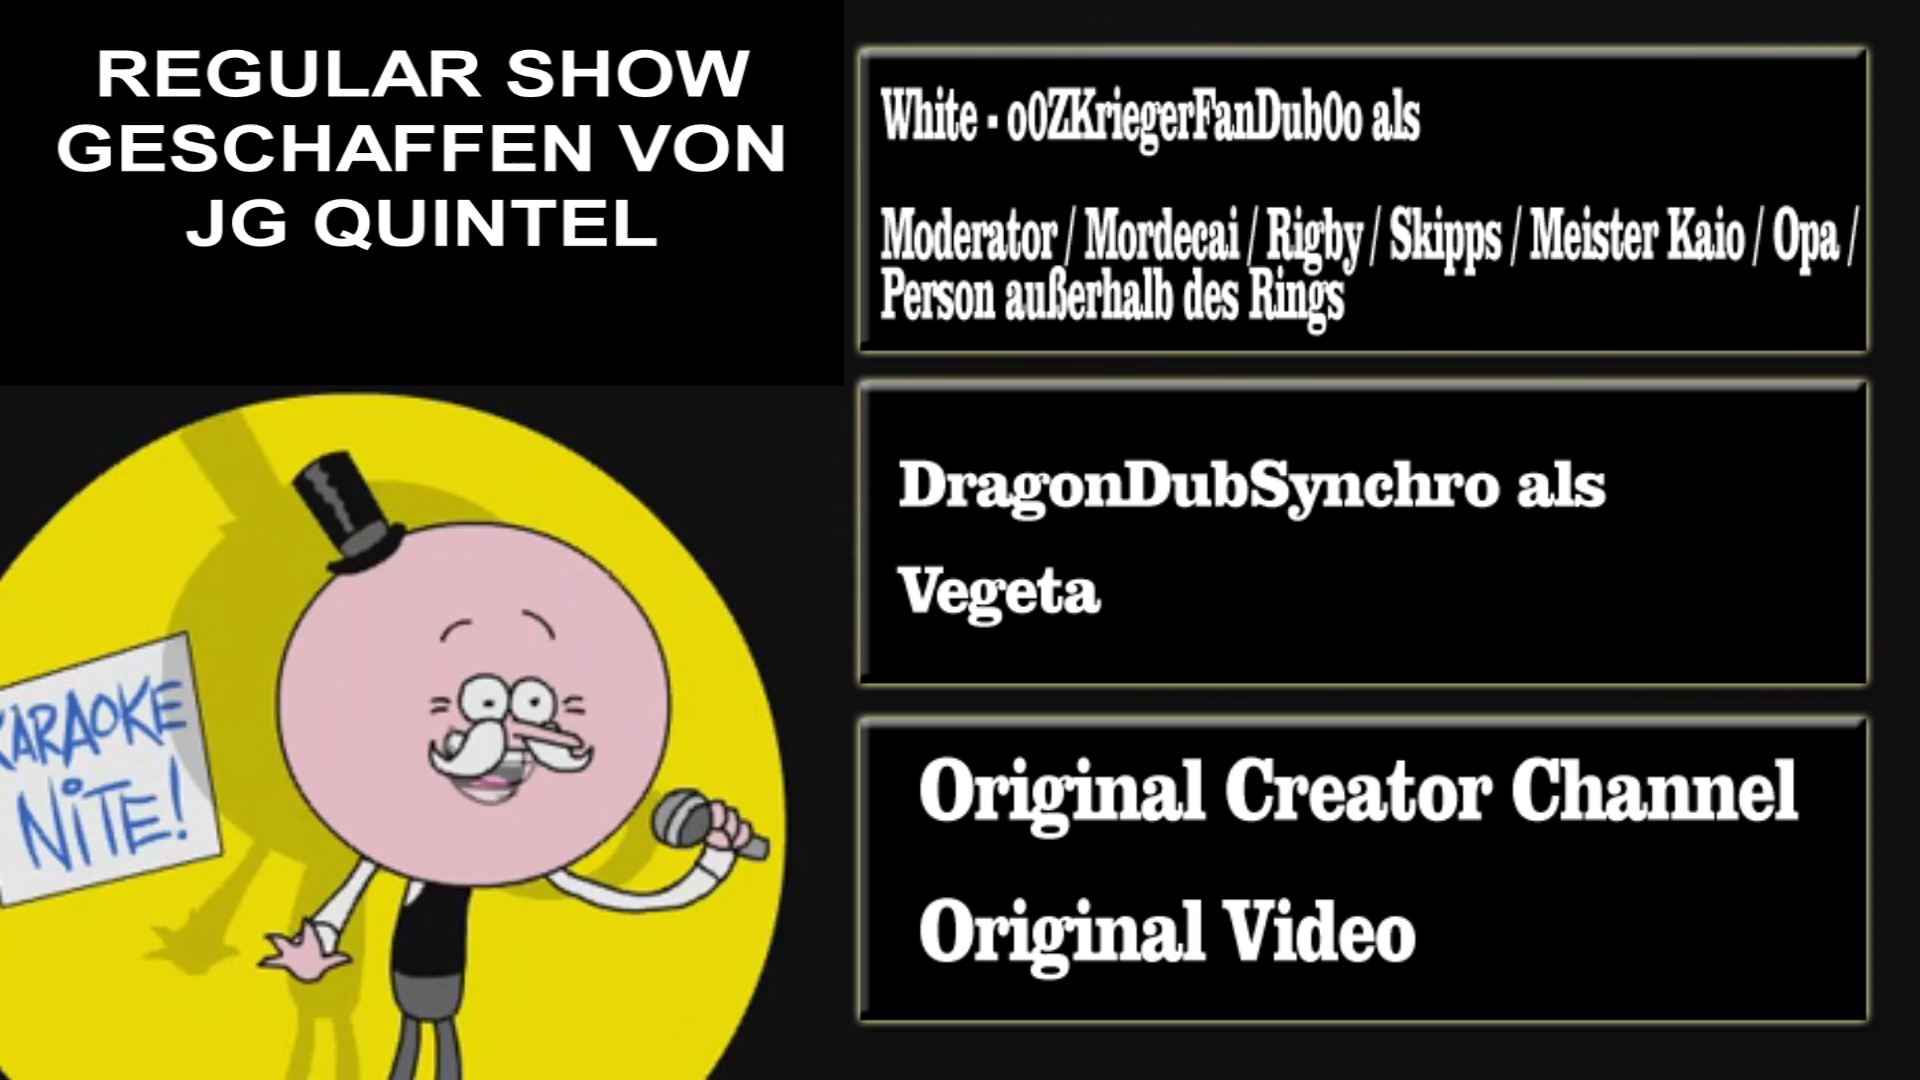 REGULAR SHOW
GESCHAFFEN VON
JG QUINTEL
White - o0ZKriegerFanDub0o als
Moderator / Mordecai / Rigby / Skipps / Meister Kaio / Opa /
Person außerhalb des Rings
DragonDubSynchro als
Vegeta
Original Creator Channel
Original Video
KARAOKE
NiTE!